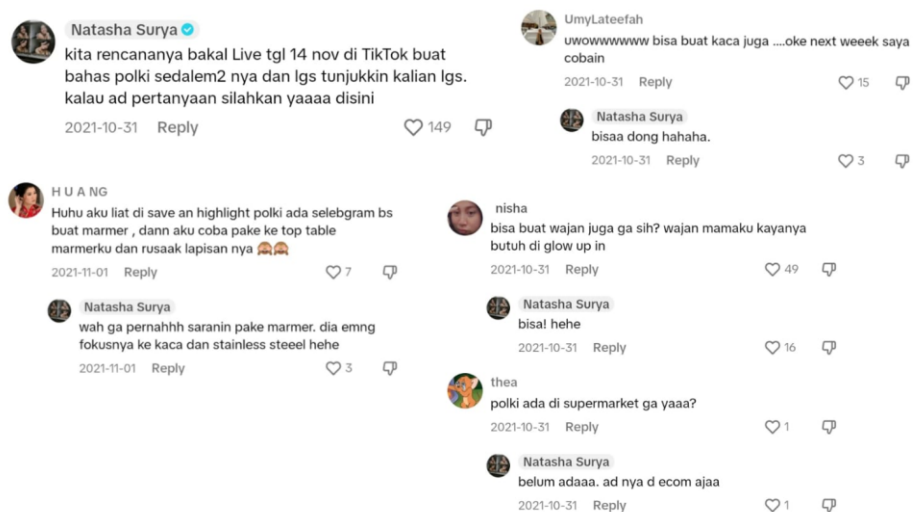 Natasha Surya
kita rencananya bakal Live tgl 14 nov di TikTok buat
bahas polki sedalem2 nya dan lgs tunjukkin kalian lgs.
kalau ad pertanyaan silahkan yaaaa disini
2021-10-31 Reply 149
H U A N G
Huhu aku liat di save an highlight polki ada selebgram bs
buat marmer , dann aku coba pake ke top table
marmerku dan rusaak lapisan nya 🙈🙈
2021-11-01 Reply 7
Natasha Surya
wah ga pernahhh saranin pake marmer. dia emng
fokusnya ke kaca dan stainless steeel hehe
2021-11-01 Reply 3
UmyLateefah
uwowwwwww bisa buat kaca juga ....oke next weeek saya
cobain
2021-10-31 Reply 15
Natasha Surya
bisaa dong hahaha.
2021-10-31 Reply 3
nisha
bisa buat wajan juga ga sih? wajan mamaku kayanya
butuh di glow up in
2021-10-31 Reply 49
Natasha Surya
bisa! hehe
2021-10-31 Reply 16
thea
polki ada di supermarket ga yaaa?
2021-10-31 Reply 1
Natasha Surya
belum adaaa. ad nya d ecom ajaa
2021-10-31 Reply 1